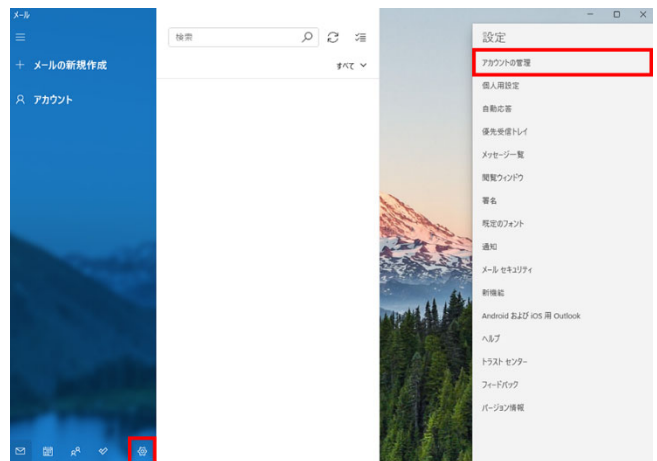 メール
検索
すべて
メールの新規作成
アカウント
設定
アカウントの管理
個人用設定
自動応答
優先受信トレイ
メッセージ一覧
閲覧ウィンドウ
署名
既定のフォント
通知
メール セキュリティ
新機能
Android および iOS 用 Outlook
ヘルプ
トラスト センター
フィードバック
バージョン情報